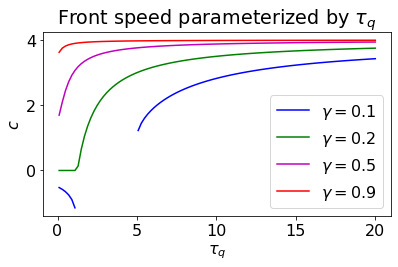 Front speed parameterized by τ_q
4
2
0
c
γ = 0.1
γ = 0.2
γ = 0.5
γ = 0.9
0 5 10 15 20
τ_q